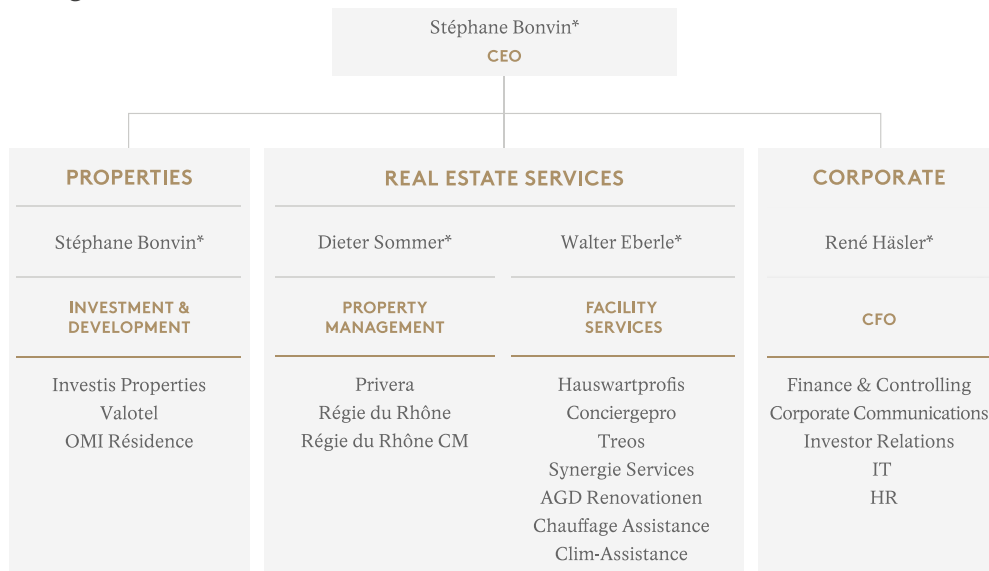 Stéphane Bonvin*
CEO
PROPERTIES
Stéphane Bonvin*
INVESTMENT &
DEVELOPMENT
Investis Properties
Valotel
OMI Résidence
REAL ESTATE SERVICES
Dieter Sommer*
PROPERTY
MANAGEMENT
Privera
Régie du Rhône
Régie du Rhône CM
Walter Eberle*
FACILITY
SERVICES
Hauswartprofis
Conciergepro
Treos
Synergie Services
AGD Renovationen
Chauffage Assistance
Clim-Assistance
CORPORATE
René Häsler*
CFO
Finance & Controlling
Corporate Communications
Investor Relations
IT
HR